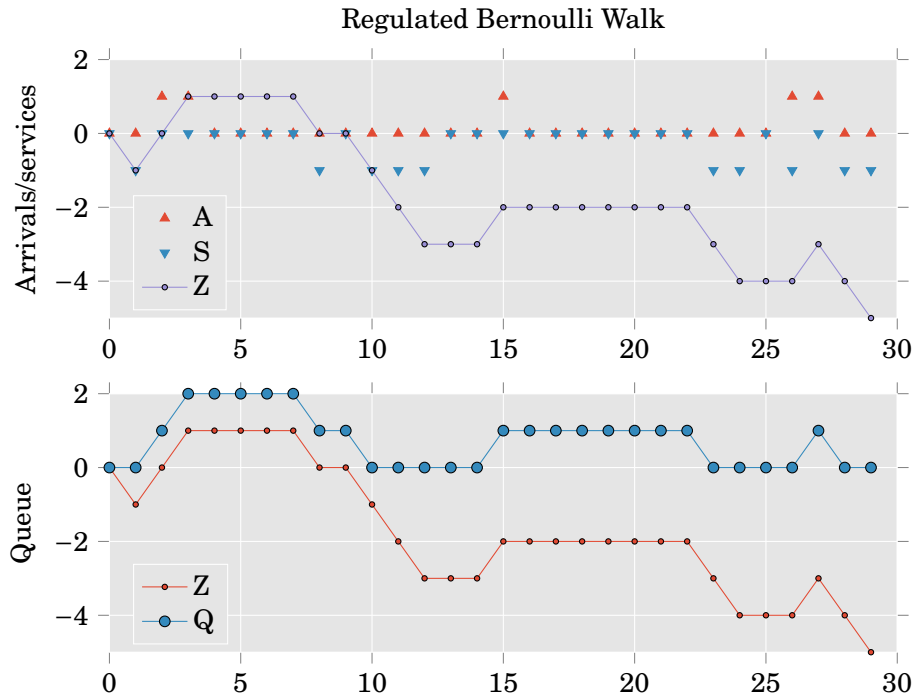 Regulated Bernoulli Walk
Arrivals/services
2
0
−2
−4
A
S
Z
0 5 10 15 20 25 30
Queue
2
0
−2
−4
Z
Q
0 5 10 15 20 25 30